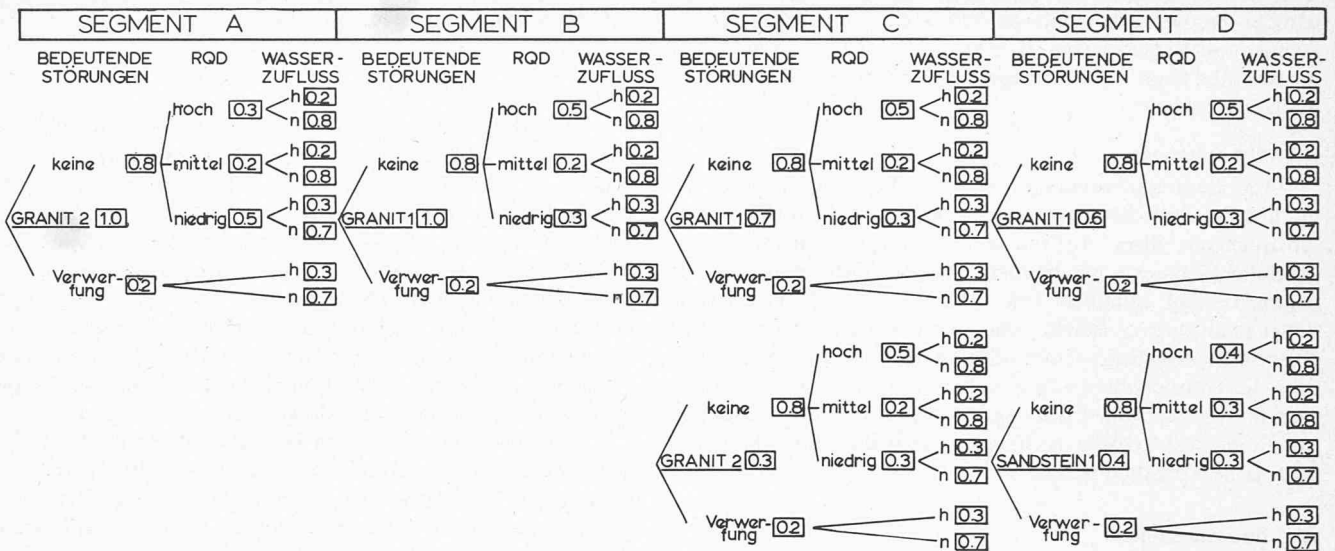 SEGMENT A SEGMENT B SEGMENT C SEGMENT D
BEDEUTENDE STÖRUNGEN RQD WASSER-ZUFLUSS BEDEUTENDE STÖRUNGEN RQD WASSER-ZUFLUSS BEDEUTENDE STÖRUNGEN RQD WASSER-ZUFLUSS BEDEUTENDE STÖRUNGEN RQD WASSER-ZUFLUSS
h 0.2 h 0.2 h 0.2 h 0.2
hoch 0.3 hoch 0.5 hoch 0.5 hoch 0.5
n 0.8 n 0.8 n 0.8 n 0.8
h 0.2 h 0.2 h 0.2 h 0.2
keine 0.8 mittel 0.2 keine 0.8 mittel 0.2 keine 0.8 mittel 0.2 keine 0.8 mittel 0.2
n 0.8 n 0.8 n 0.8 n 0.8
h 0.3 h 0.3 h 0.3 h 0.3
GRANIT 2 1.0 niedrig 0.5 GRANIT 1 1.0 niedrig 0.3 GRANIT 1 0.7 niedrig 0.3 GRANIT 1 0.6 niedrig 0.3
n 0.7 n 0.7 n 0.7 n 0.7
h 0.3 h 0.3 h 0.3 h 0.3
Verwer-fung 0.2 Verwer-fung 0.2 Verwer-fung 0.2 Verwer-fung 0.2
n 0.7 n 0.7 n 0.7 n 0.7
h 0.2 h 0.2
hoch 0.5 hoch 0.4
n 0.8 n 0.8
h 0.2 h 0.2
keine 0.8 mittel 0.2 keine 0.8 mittel 0.3
n 0.8 n 0.8
h 0.3 h 0.3
GRANIT 2 0.3 niedrig 0.3 SANDSTEIN 1 0.4 niedrig 0.3
n 0.7 n 0.7
h 0.3 h 0.3
Verwer-fung 0.2 Verwer-fung 0.2
n 0.7 n 0.7